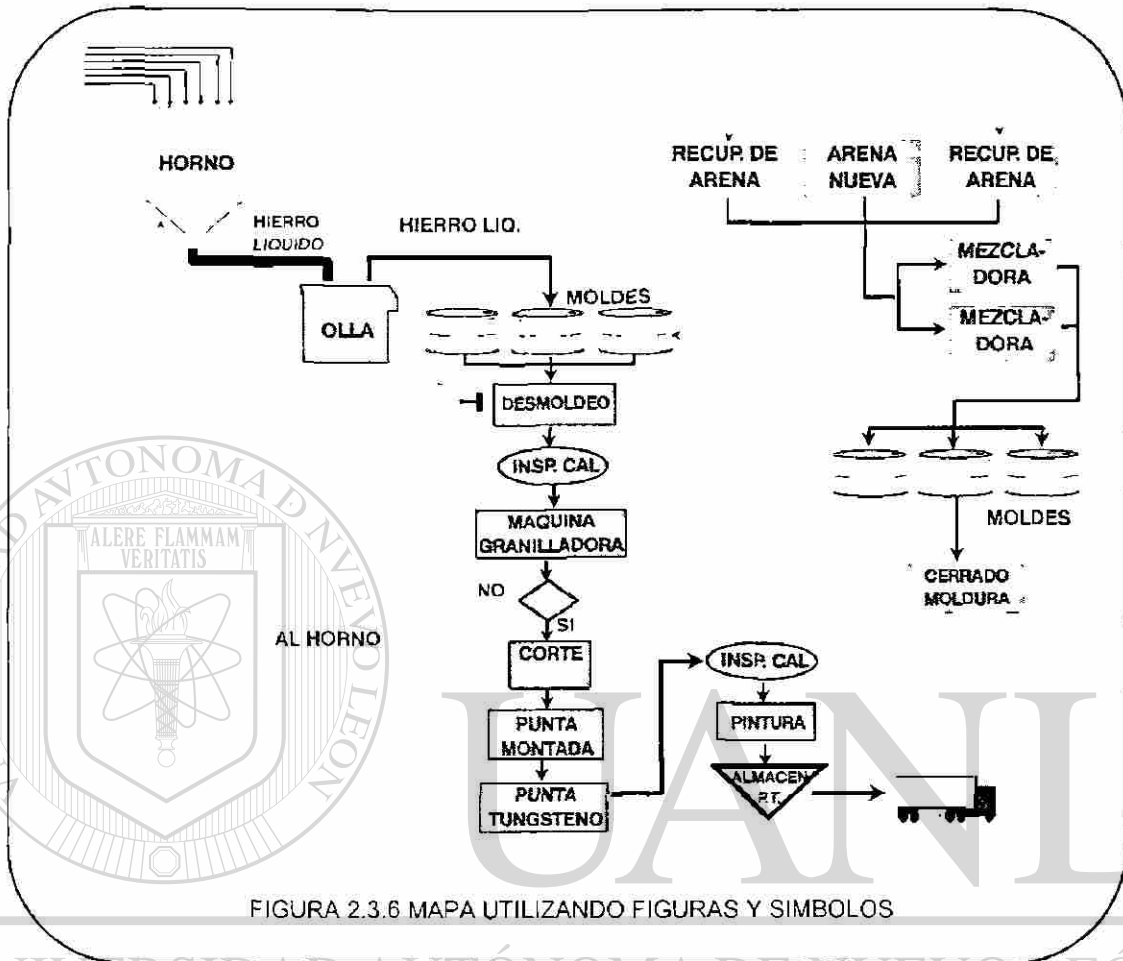 HORNO
HIERRO
LIQUIDO
HIERRO LIQ.
OLLA
MOLDES
DESMOLDEO
INSP. CAL
MAQUINA
GRANILLADORA
NO
SI
AL HORNO
CORTE
PUNTA
MONTADA
PUNTA
TUNGSTENO
INSP. CAL
PINTURA
ALMACEN
P.T.
RECUP. DE
ARENA
ARENA
NUEVA
RECUP. DE
ARENA
MEZCLA-
DORA
MEZCLA-
DORA
MOLDES
CERRADO
MOLDURA
ALERE FLAMMAM
VERITATIS
UANL
FIGURA 2.3.6 MAPA UTILIZANDO FIGURAS Y SIMBOLOS